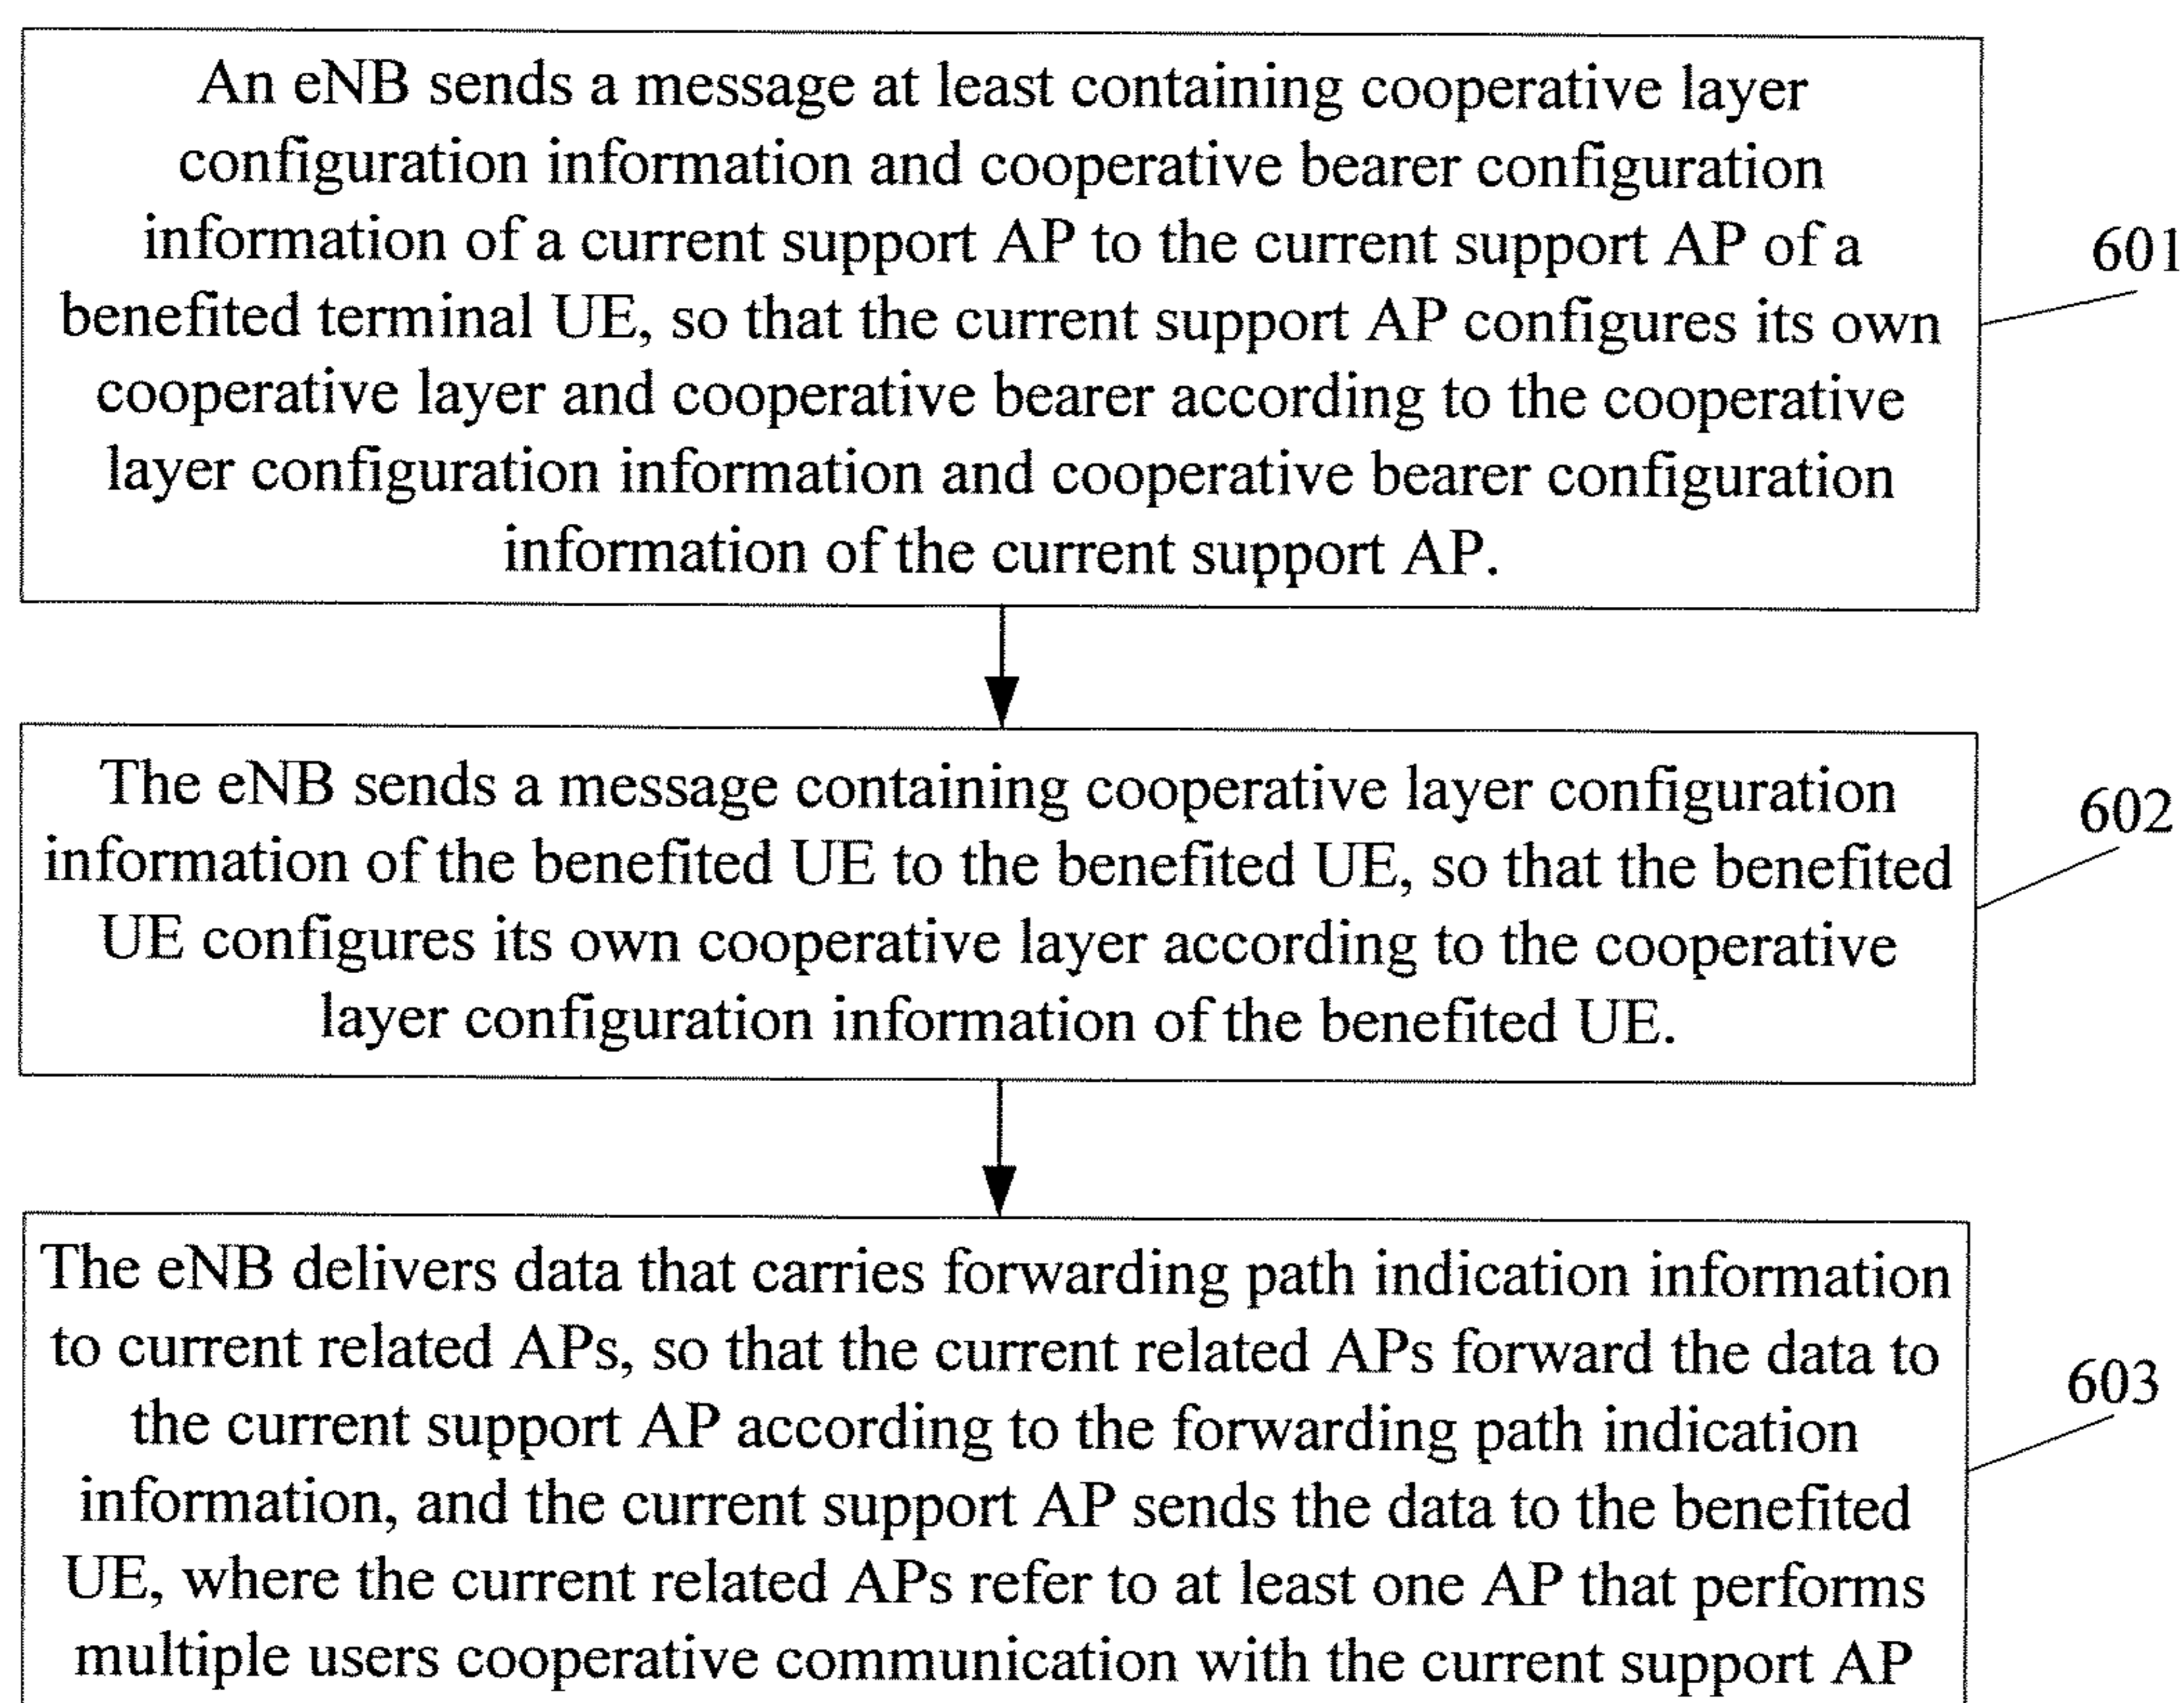 An eNB sends a message at least containing cooperative layer
configuration information and cooperative bearer configuration
information of a current support AP to the current support AP of a
benefited terminal UE, so that the current support AP configures its own
cooperative layer and cooperative bearer according to the cooperative
layer configuration information and cooperative bearer configuration
information of the current support AP.
601
The eNB sends a message containing cooperative layer configuration
information of the benefited UE to the benefited UE, so that the benefited
UE configures its own cooperative layer according to the cooperative
layer configuration information of the benefited UE.
602
The eNB delivers data that carries forwarding path indication information
to current related APs, so that the current related APs forward the data to
the current support AP according to the forwarding path indication
information, and the current support AP sends the data to the benefited
UE, where the current related APs refer to at least one AP that performs
multiple users cooperative communication with the current support AP
603